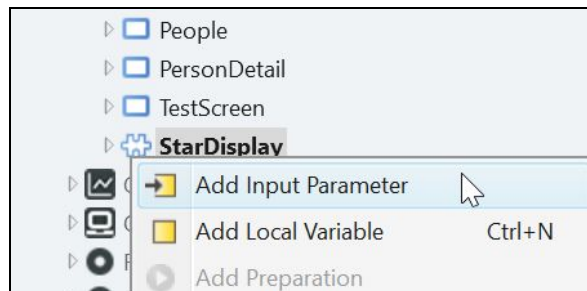 People
PersonDetail
TestScreen
StarDisplay
Add Input Parameter
Add Local Variable Ctrl+N
Add Preparation